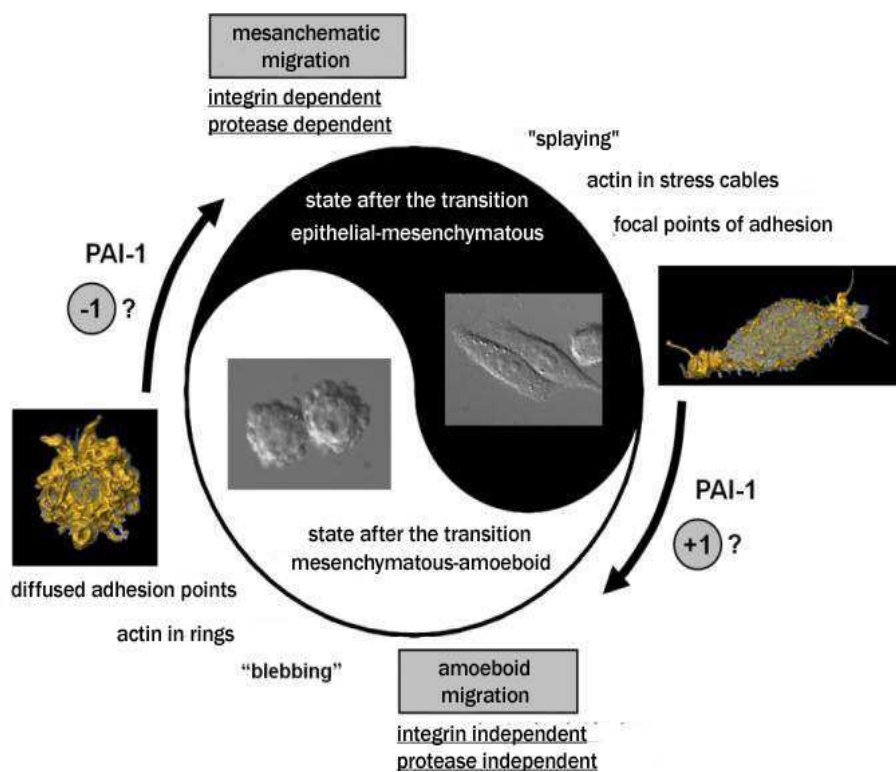 mesanchematic
migration
integrin dependent
protease dependent
"splaying"
actin in stress cables
focal points of adhesion
state after the transition
epithelial-mesenchymatous
PAI-1
-1 ?
PAI-1
+1 ?
state after the transition
mesenchymatous-amoeboid
diffused adhesion points
actin in rings
“blebbing”
amoeboid
migration
integrin independent
protease independent